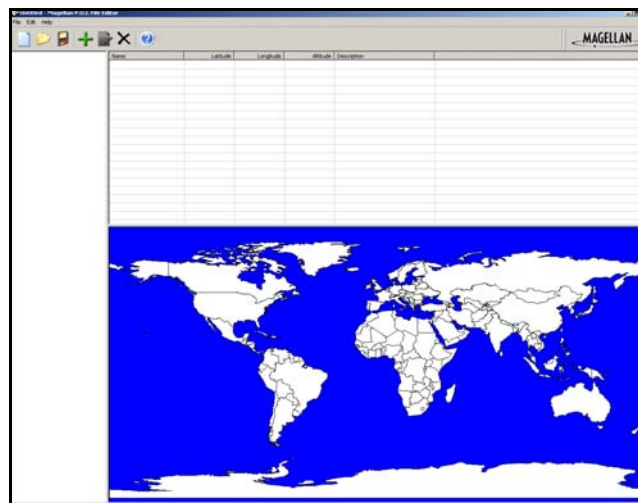 Untitled - Magellan P.O.I. File Editor
File Edit Help
MAGELLAN
Name Latitude Longitude Altitude Description